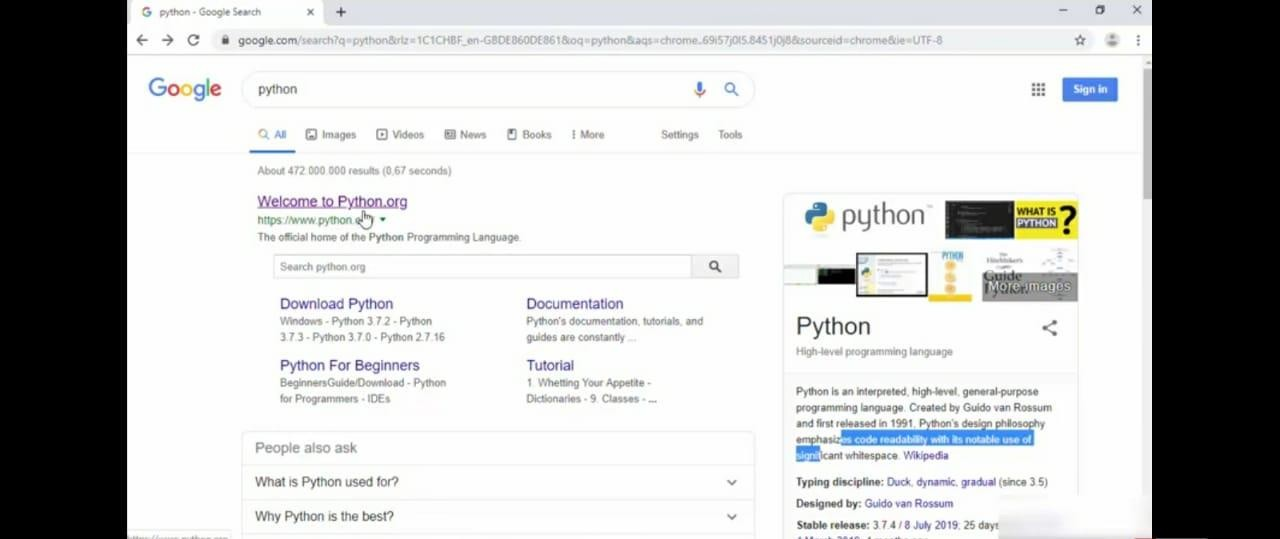 python - Google Search
google.com/search?q=python&rlz=1C1CHBF_en-GBDE860DE861&oq=python&aqs=chrome..69i57j0l5.8451j0j8&sourceid=chrome&ie=UTF-8
Google
python
Sign in
All
Images
Videos
News
Books
More
Settings
Tools
About 472.000.000 results (0,67 seconds)
Welcome to Python.org
https://www.python.
The official home of the Python Programming Language.
Search python.org
Download Python
Windows - Python 3.7.2 - Python
3.7.3 - Python 3.7.0 - Python 2.7.16
Documentation
Python's documentation, tutorials, and
guides are constantly ...
Python For Beginners
BeginnersGuide/Download - Python
for Programmers - IDEs
Tutorial
1. Whetting Your Appetite -
Dictionaries - 9. Classes - ...
People also ask
What is Python used for?
Why Python is the best?
python
WHAT IS
PYTHON ?
PYTHON
Guide
More images
Python
High-level programming language
Python is an interpreted, high-level, general-purpose
programming language. Created by Guido van Rossum
and first released in 1991, Python's design philosophy
emphasizes code readability with its notable use of
significant whitespace. Wikipedia
Typing discipline: Duck, dynamic, gradual (since 3.5)
Designed by: Guido van Rossum
Stable release: 3.7.4 / 8 July 2019; 25 days
https://www.python.org